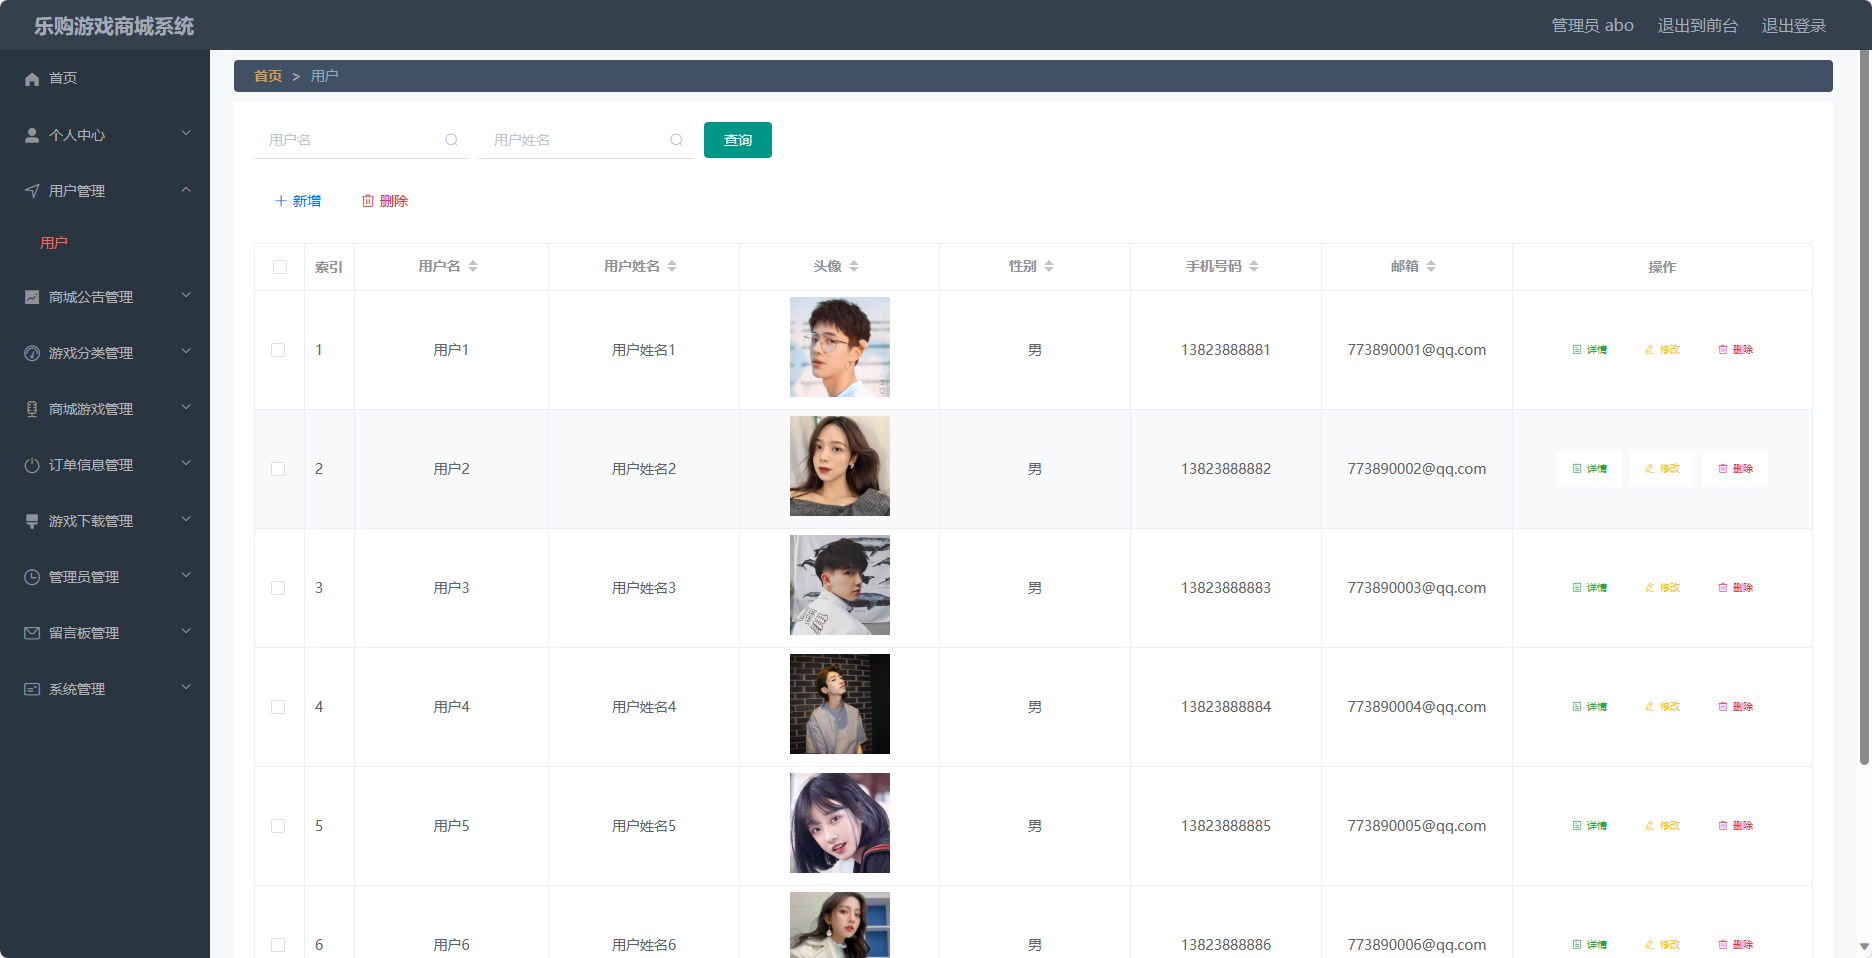 乐购游戏商城系统
管理员 abo 退出到前台 退出登录
首页
个人中心
用户管理
用户
商城公告管理
游戏分类管理
商城游戏管理
订单信息管理
游戏下载管理
管理员管理
留言板管理
系统管理
首页 > 用户
用户名 用户姓名 查询
新增 删除
索引 用户名 用户姓名 头像 性别 手机号码 邮箱 操作
1 用户1 用户姓名1 男 13823888881 773890001@qq.com 详情 修改 删除
2 用户2 用户姓名2 男 13823888882 773890002@qq.com 详情 修改 删除
3 用户3 用户姓名3 男 13823888883 773890003@qq.com 详情 修改 删除
4 用户4 用户姓名4 男 13823888884 773890004@qq.com 详情 修改 删除
5 用户5 用户姓名5 男 13823888885 773890005@qq.com 详情 修改 删除
6 用户6 用户姓名6 男 13823888886 773890006@qq.com 详情 修改 删除